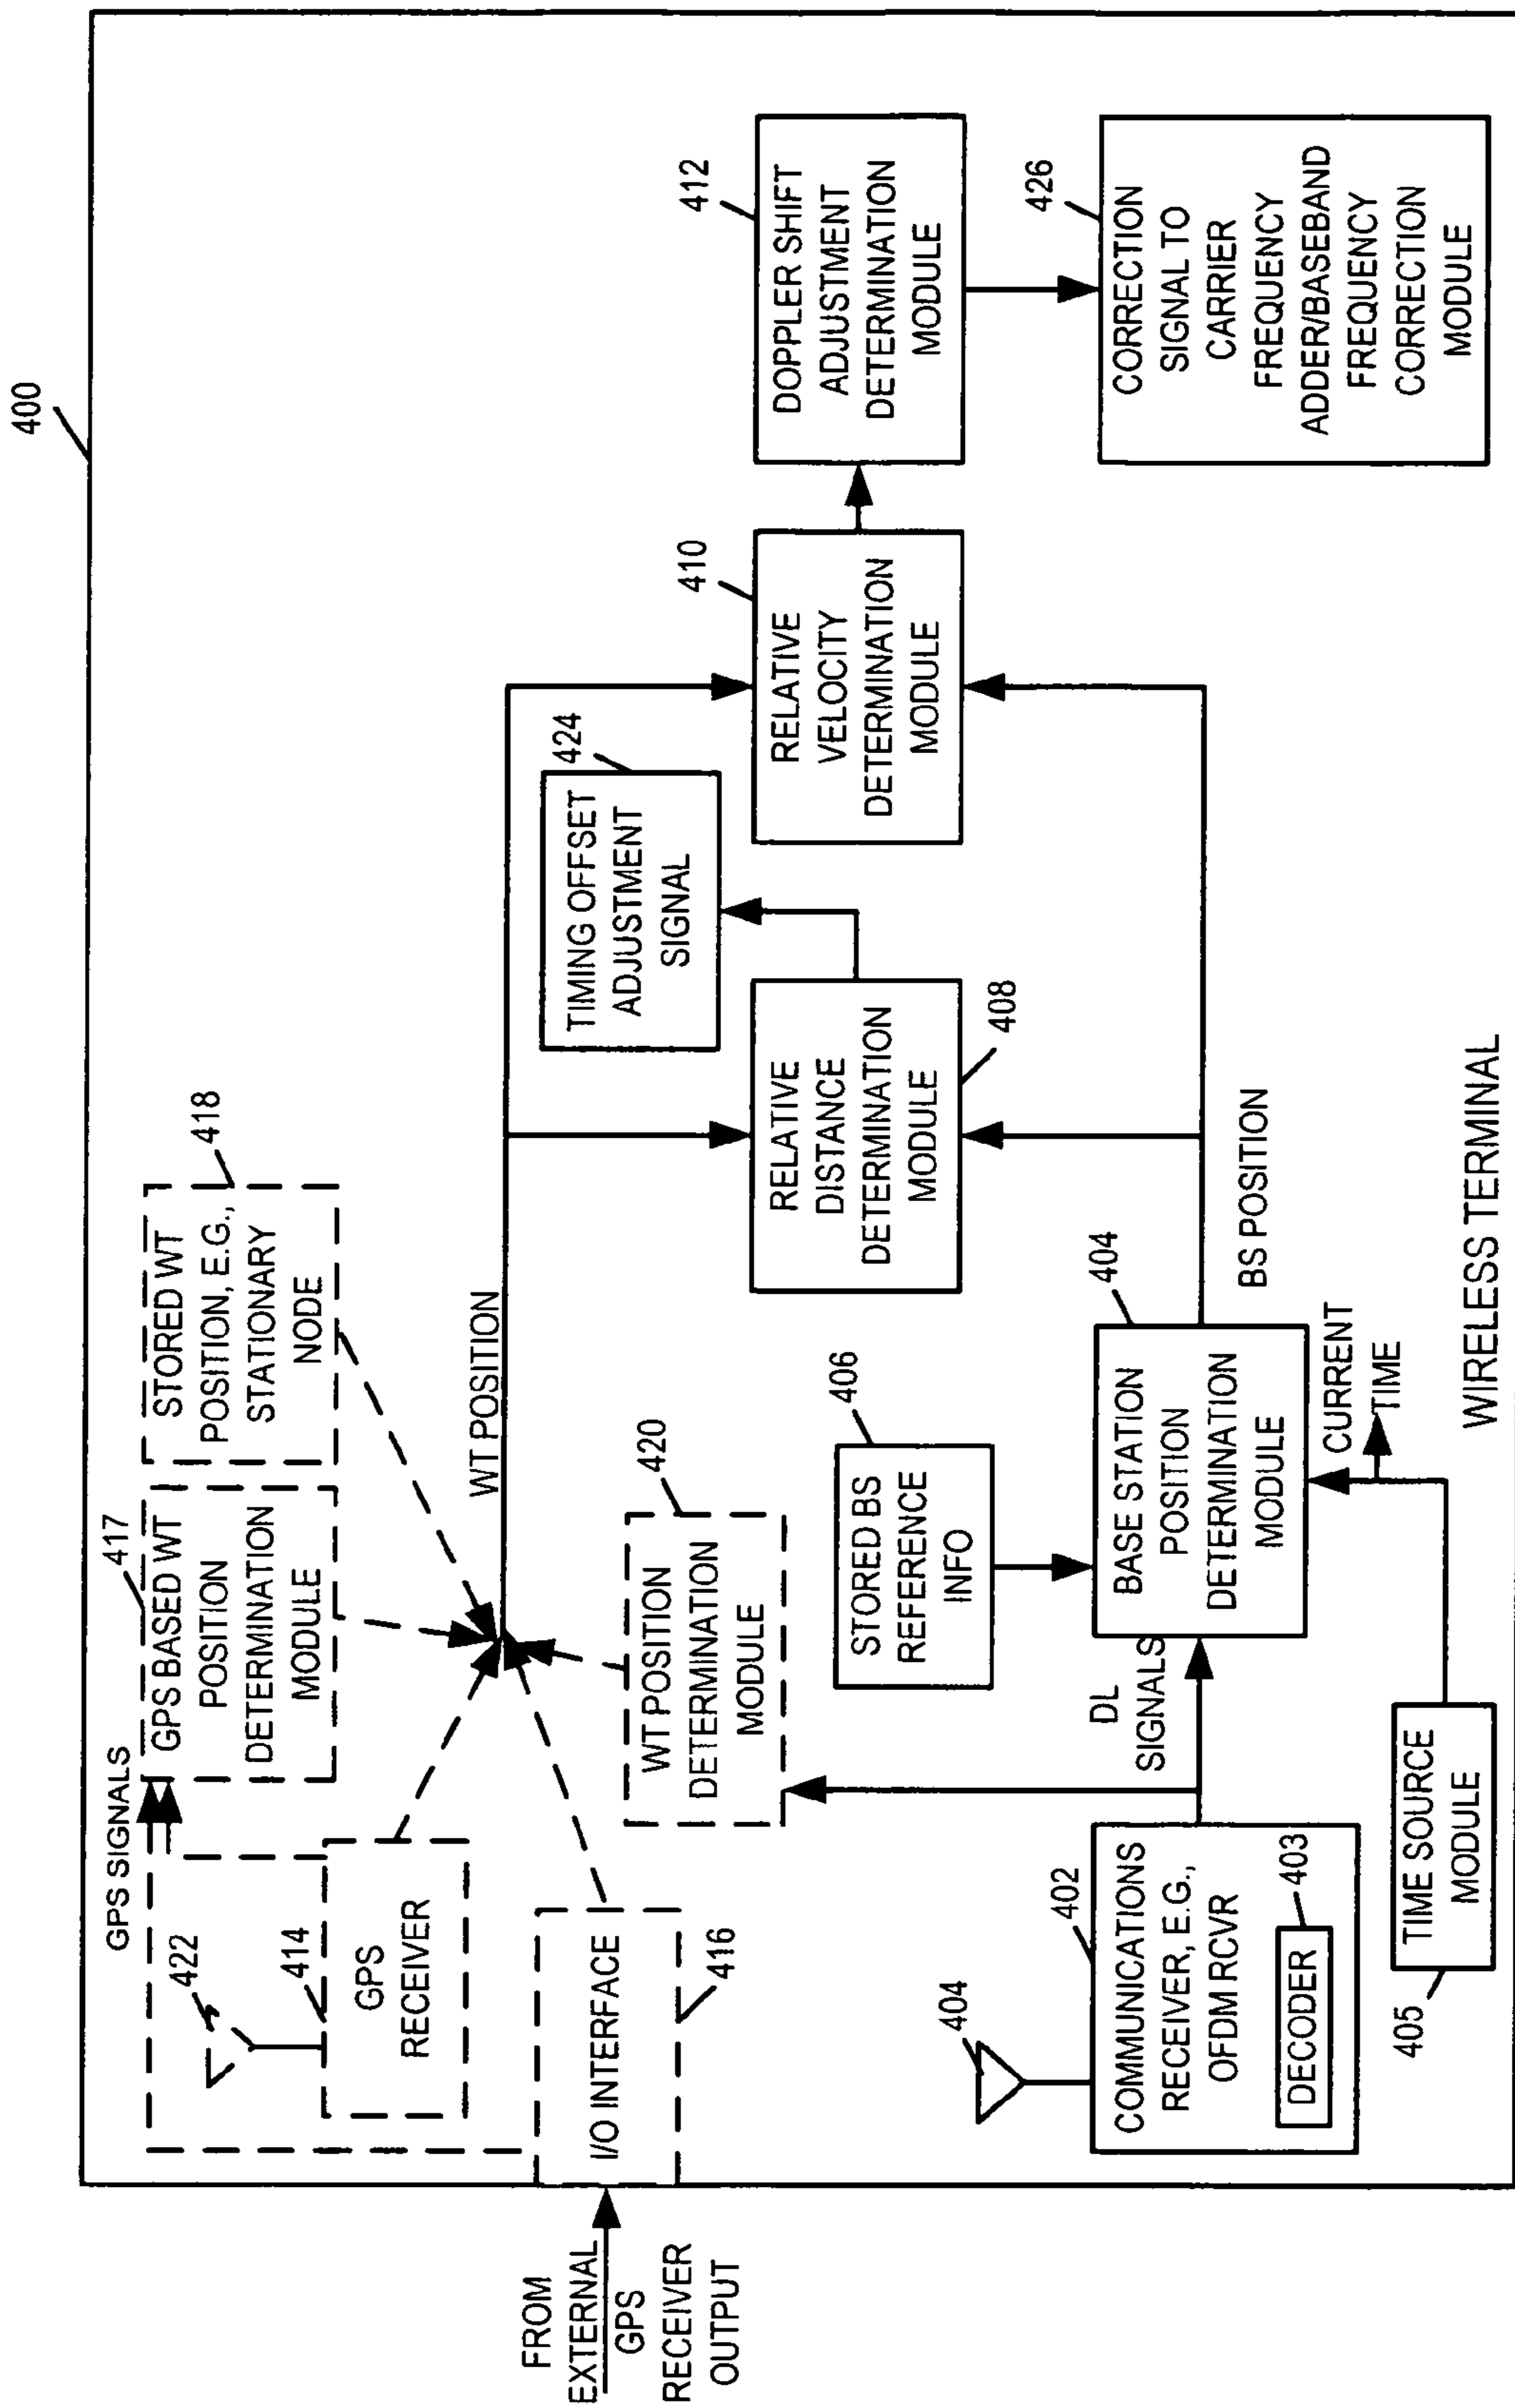 400
GPS SIGNALS
417
GPS BASED WT
POSITION
DETERMINATION
MODULE
418
STORED WT
POSITION, E.G.,
STATIONARY
NODE
422
414
GPS
RECEIVER
FROM
EXTERNAL
GPS
RECEIVER
OUTPUT
I/O INTERFACE
416
WT POSITION
420
WT POSITION
DETERMINATION
MODULE
424
TIMING OFFSET
ADJUSTMENT
SIGNAL
RELATIVE
DISTANCE
DETERMINATION
MODULE
408
410
RELATIVE
VELOCITY
DETERMINATION
MODULE
412
DOPPLER SHIFT
ADJUSTMENT
DETERMINATION
MODULE
426
CORRECTION
SIGNAL TO
CARRIER
FREQUENCY
ADDER/BASEBAND
FREQUENCY
CORRECTION
MODULE
406
STORED BS
REFERENCE
INFO
404
402
COMMUNICATIONS
RECEIVER, E.G.,
OFDM RCVR
403
DECODER
DL
SIGNALS
404
BASE STATION
POSITION
DETERMINATION
MODULE
BS POSITION
CURRENT
TIME
405
TIME SOURCE
MODULE
WIRELESS TERMINAL